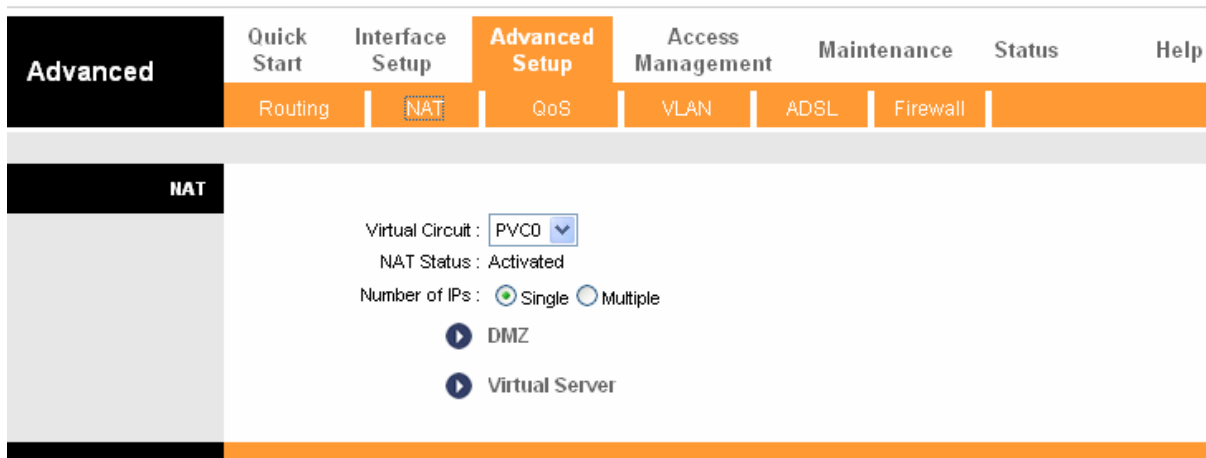 Advanced
Quick Start
Interface Setup
Advanced Setup
Access Management
Maintenance
Status
Help
Routing
NAT
QoS
VLAN
ADSL
Firewall
NAT
Virtual Circuit : PVC0
NAT Status : Activated
Number of IPs : Single Multiple
DMZ
Virtual Server